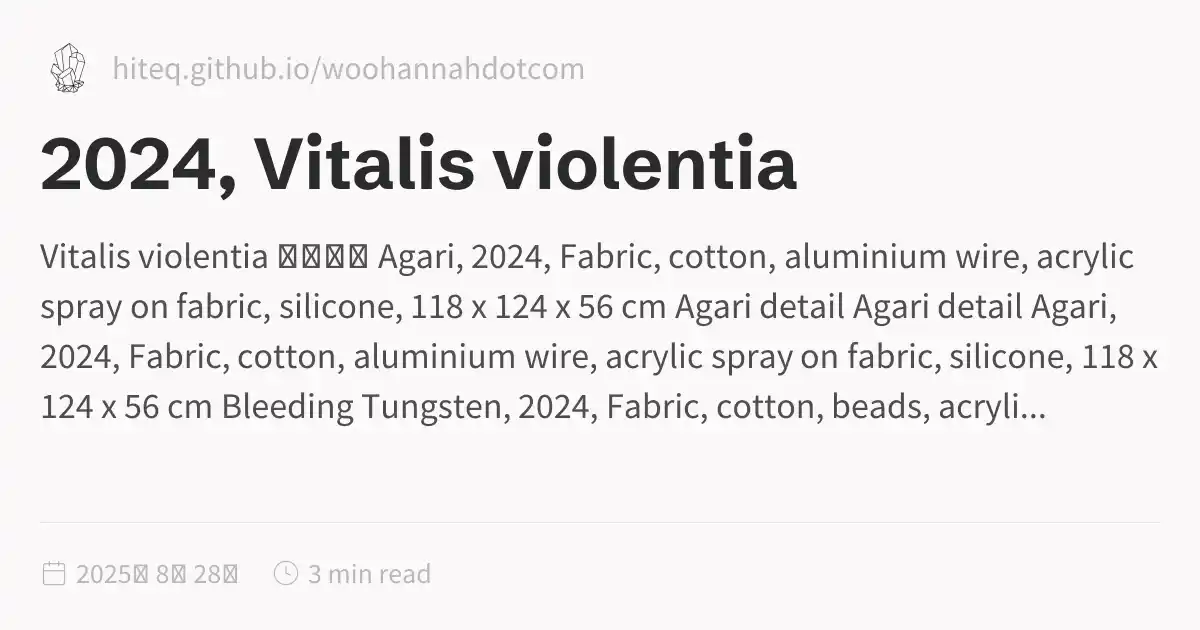 hiteq.github.io/woohannahdotcom
2024, Vitalis violentia
Vitalis violentia Agari, 2024, Fabric, cotton, aluminium wire, acrylic
spray on fabric, silicone, 118 x 124 x 56 cm Agari detail Agari detail Agari,
2024, Fabric, cotton, aluminium wire, acrylic spray on fabric, silicone, 118 x
124 x 56 cm Bleeding Tungsten, 2024, Fabric, cotton, beads, acryli...
2025 8 28
3 min read